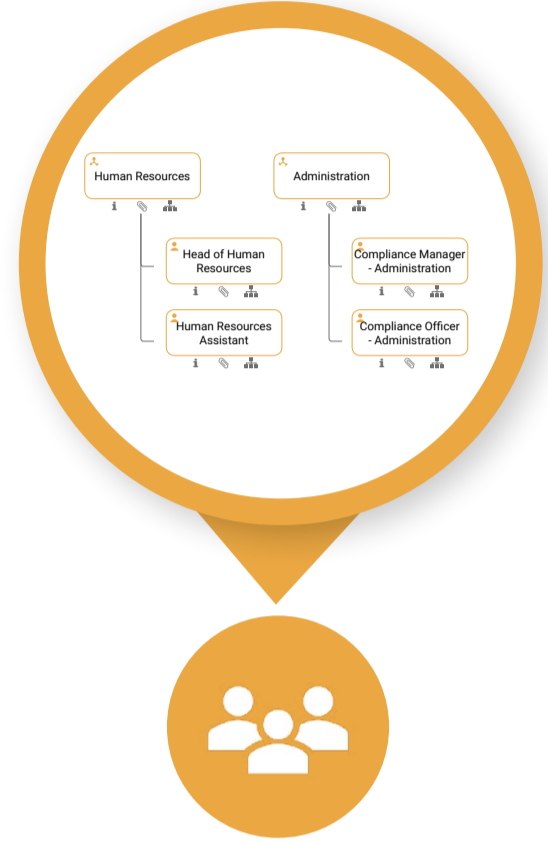 Human Resources
Administration
Head of Human
Resources
Compliance Manager
- Administration
Human Resources
Assistant
Compliance Officer
- Administration